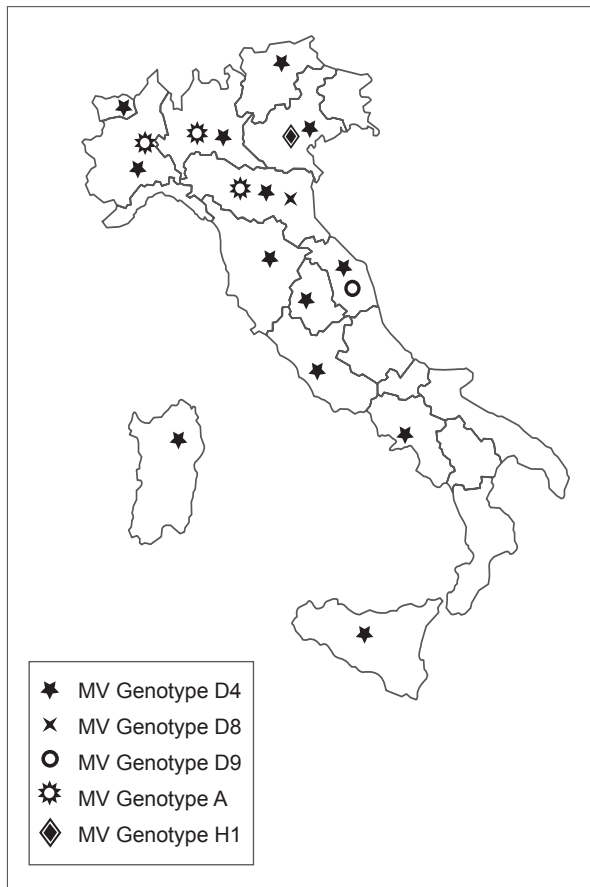 MV Genotype D4
MV Genotype D8
MV Genotype D9
MV Genotype A
MV Genotype H1